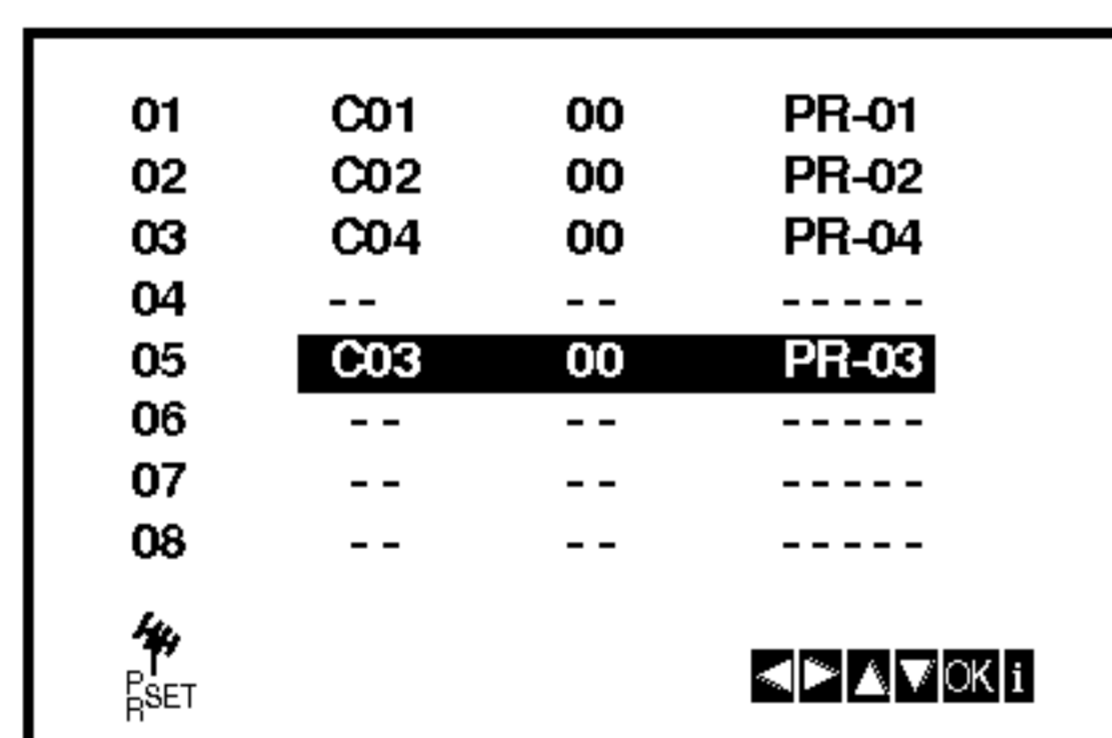 01 C01 00 PR-01
02 C02 00 PR-02
03 C04 00 PR-04
04 -- -- -----
05 C03 00 PR-03
06 -- -- -----
07 -- -- -----
08 -- -- -----
PR SET
OK i